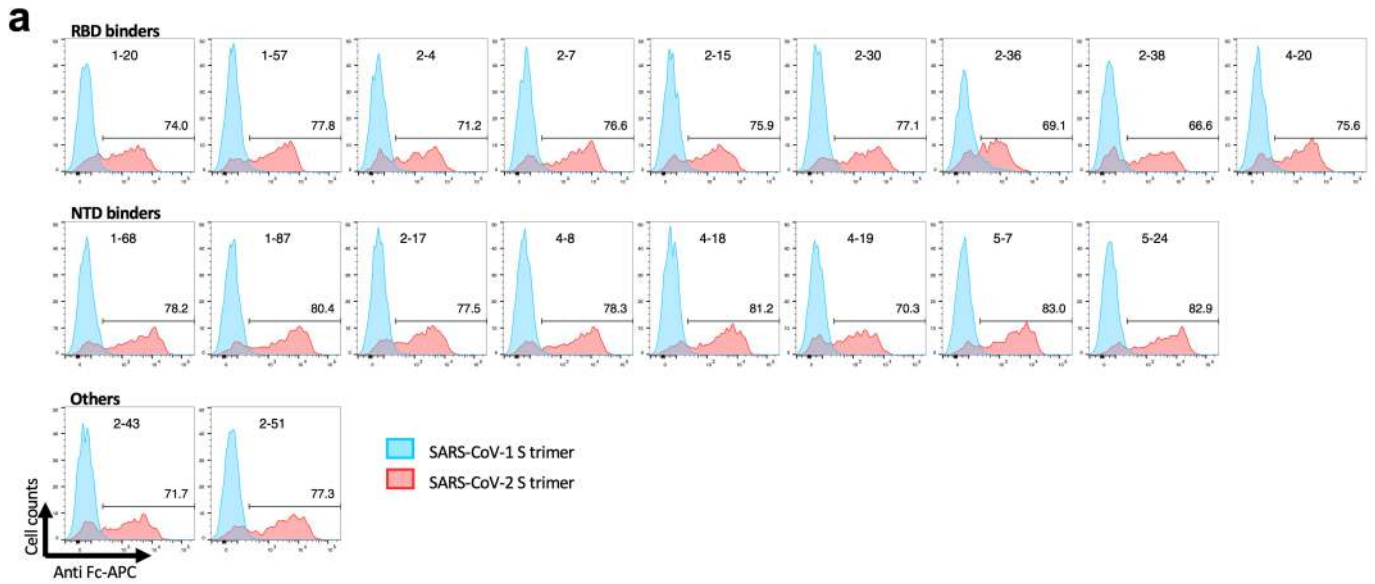 a
RBD binders
1-20 1-57 2-4 2-7 2-15 2-30 2-36 2-38 4-20
74.0 77.8 71.2 76.6 75.9 77.1 69.1 66.6 75.6
NTD binders
1-68 1-87 2-17 4-8 4-18 4-19 5-7 5-24
78.2 80.4 77.5 78.3 81.2 70.3 83.0 82.9
Others
2-43 2-51
71.7 77.3
SARS-CoV-1 S trimer
SARS-CoV-2 S trimer
Cell counts
Anti Fc-APC